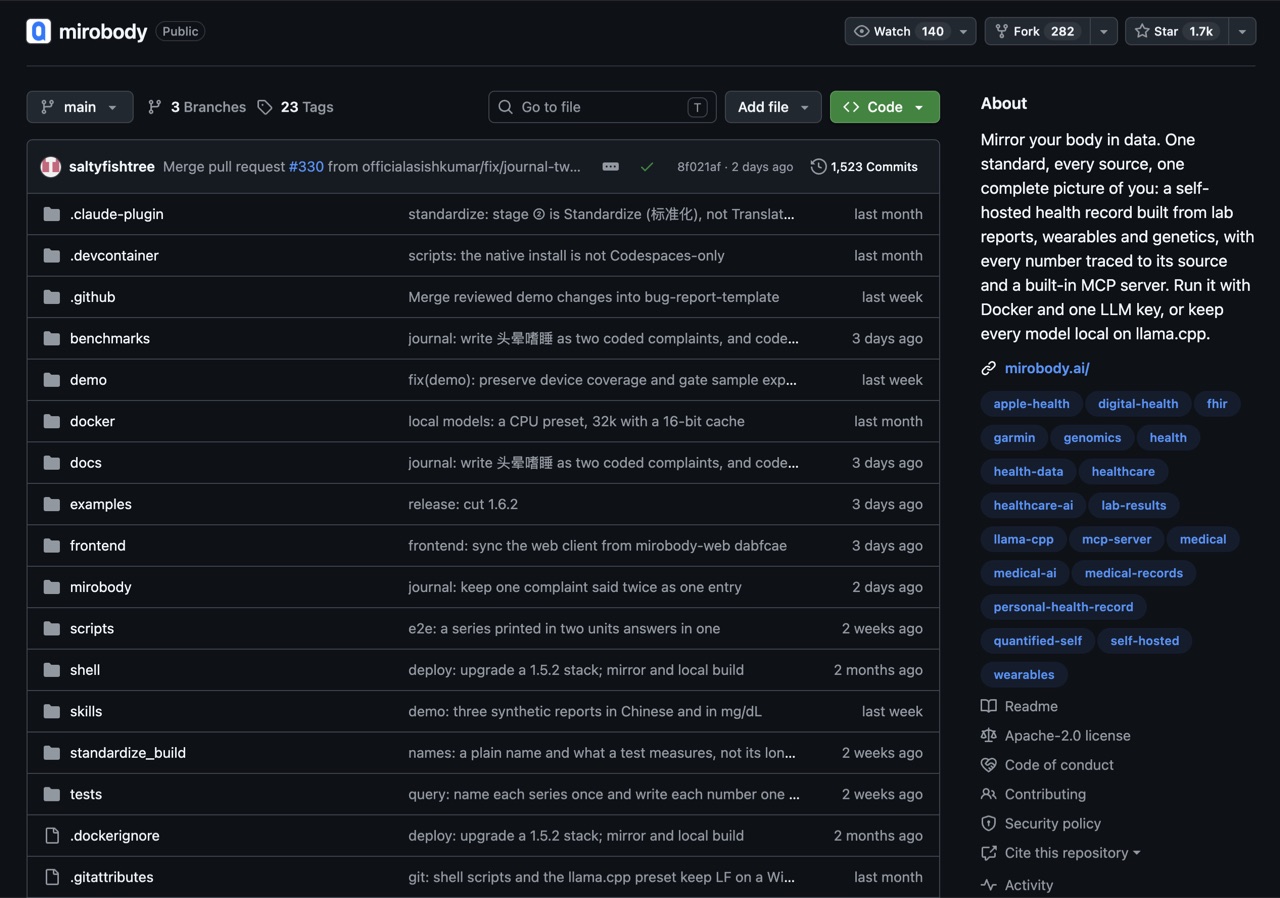 mirobody Public Watch 140 Fork 282 Star 1.7k
main 3 Branches 23 Tags Go to file T Add file Code
saltyfishtree Merge pull request #330 from officialasishkumar/fix/journal-tw... 8f021af · 2 days ago 1,523 Commits
.claude-plugin standardize: stage ② is Standardize (标准化), not Translat... last month
.devcontainer scripts: the native install is not Codespaces-only last month
.github Merge reviewed demo changes into bug-report-template last week
benchmarks journal: write 头晕嗜睡 as two coded complaints, and code... 3 days ago
demo fix(demo): preserve device coverage and gate sample exp... last week
docker local models: a CPU preset, 32k with a 16-bit cache last month
docs journal: write 头晕嗜睡 as two coded complaints, and code... 3 days ago
examples release: cut 1.6.2 3 days ago
frontend frontend: sync the web client from mirobody-web dabfcae 3 days ago
mirobody journal: keep one complaint said twice as one entry 2 days ago
scripts e2e: a series printed in two units answers in one 2 weeks ago
shell deploy: upgrade a 1.5.2 stack; mirror and local build 2 months ago
skills demo: three synthetic reports in Chinese and in mg/dL last week
standardize_build names: a plain name and what a test measures, not its lon... 2 weeks ago
tests query: name each series once and write each number one ... 2 weeks ago
.dockerignore deploy: upgrade a 1.5.2 stack; mirror and local build 2 months ago
.gitattributes git: shell scripts and the llama.cpp preset keep LF on a Wi... last month
About
Mirror your body in data. One
standard, every source, one
complete picture of you: a self-
hosted health record built from lab
reports, wearables and genetics, with
every number traced to its source
and a built-in MCP server. Run it with
Docker and one LLM key, or keep
every model local on llama.cpp.
mirobody.ai/
apple-health digital-health fhir
garmin genomics health
health-data healthcare
healthcare-ai lab-results
llama-cpp mcp-server medical
medical-ai medical-records
personal-health-record
quantified-self self-hosted
wearables
Readme
Apache-2.0 license
Code of conduct
Contributing
Security policy
Cite this repository
Activity